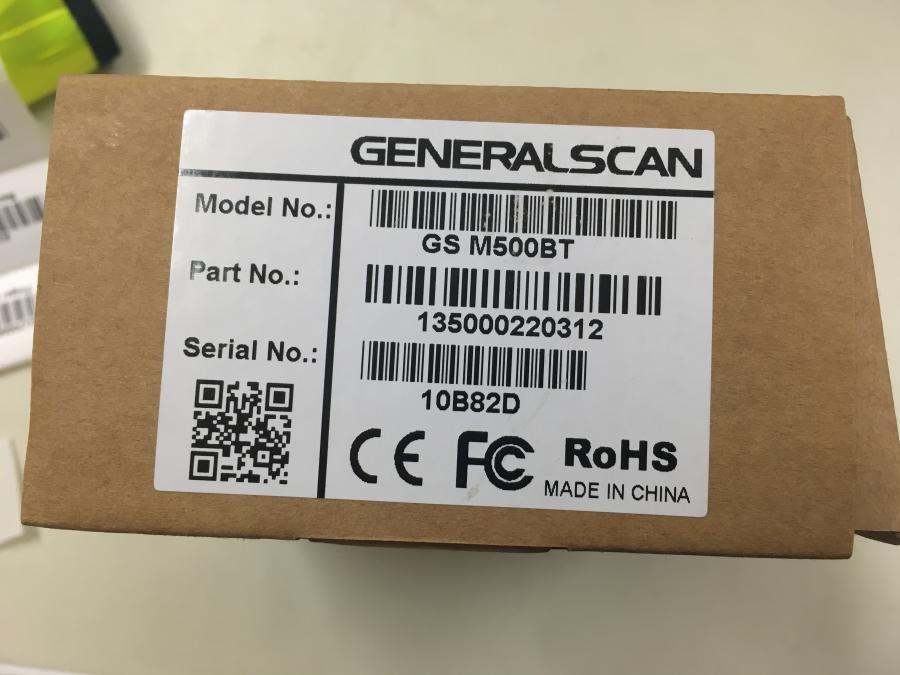 GENERALSCAN
Model No.:
GS M500BT
Part No.:
135000220312
Serial No.:
10B82D
CE FC RoHS
MADE IN CHINA